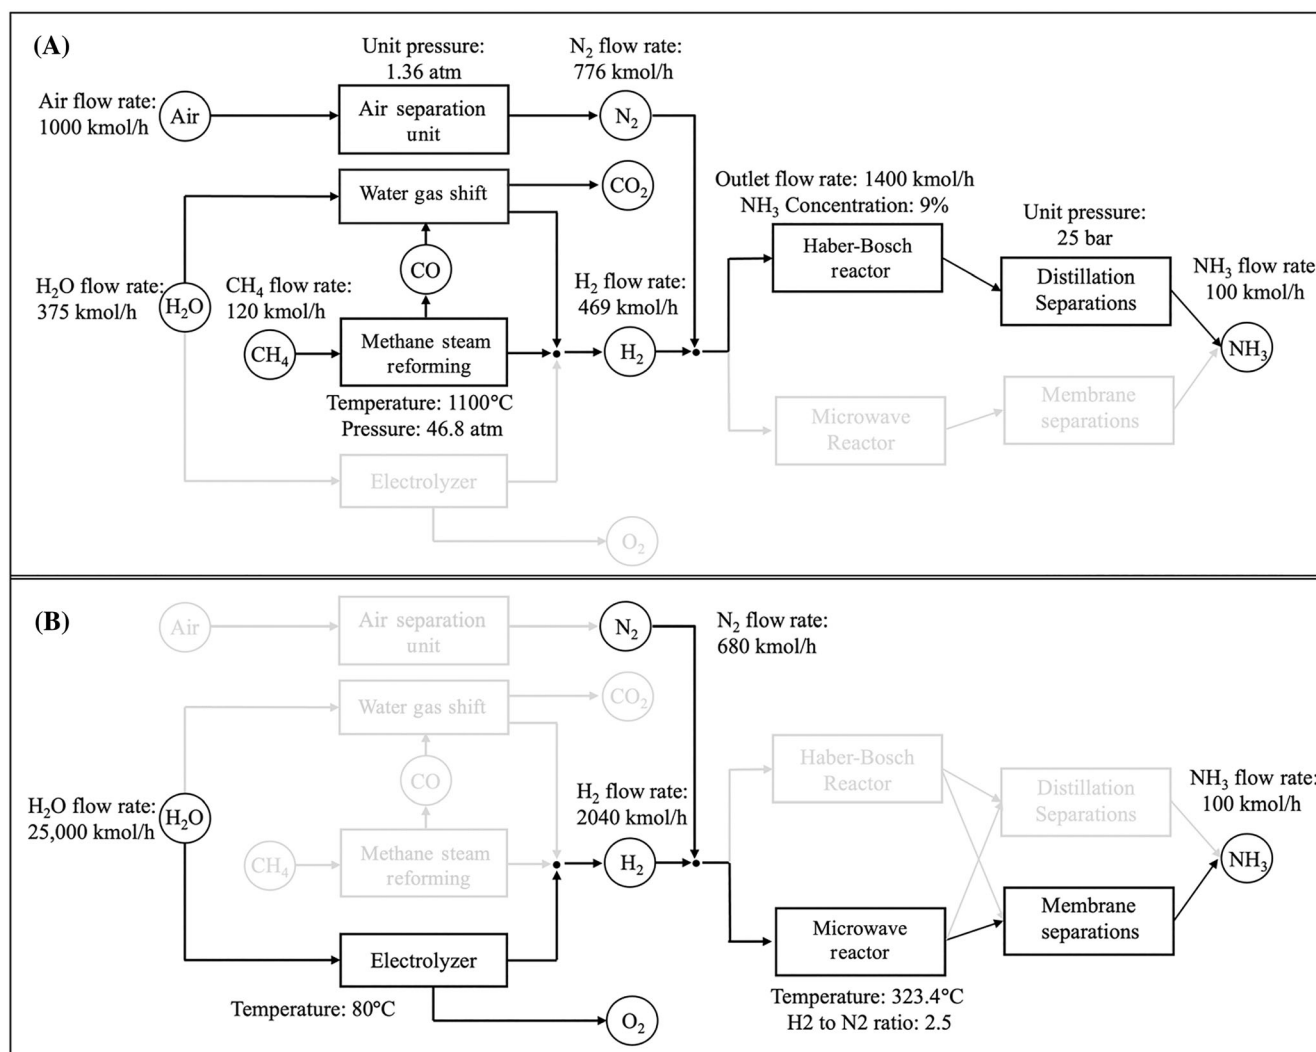 (A)
Unit pressure:
1.36 atm
N₂ flow rate:
776 kmol/h
Air flow rate:
1000 kmol/h
Air
Air separation
unit
N₂
Water gas shift
CO₂
Outlet flow rate: 1400 kmol/h
NH₃ Concentration: 9%
Unit pressure:
25 bar
Haber-Bosch
reactor
CO
H₂O flow rate:
375 kmol/h
H₂O
CH₄ flow rate:
120 kmol/h
H₂ flow rate:
469 kmol/h
Distillation
Separations
NH₃ flow rate:
100 kmol/h
CH₄
Methane steam
reforming
H₂
NH₃
Temperature: 1100°C
Pressure: 46.8 atm
Microwave
Reactor
Membrane
separations
Electrolyzer
O₂
(B)
Air
Air separation
unit
N₂
N₂ flow rate:
680 kmol/h
Water gas shift
CO₂
Haber-Bosch
Reactor
CO
H₂O flow rate:
25,000 kmol/h
H₂O
H₂ flow rate:
2040 kmol/h
Distillation
Separations
NH₃ flow rate:
100 kmol/h
CH₄
Methane steam
reforming
H₂
NH₃
Microwave
reactor
Membrane
separations
Electrolyzer
Temperature: 80°C
Temperature: 323.4°C
H2 to N2 ratio: 2.5
O₂